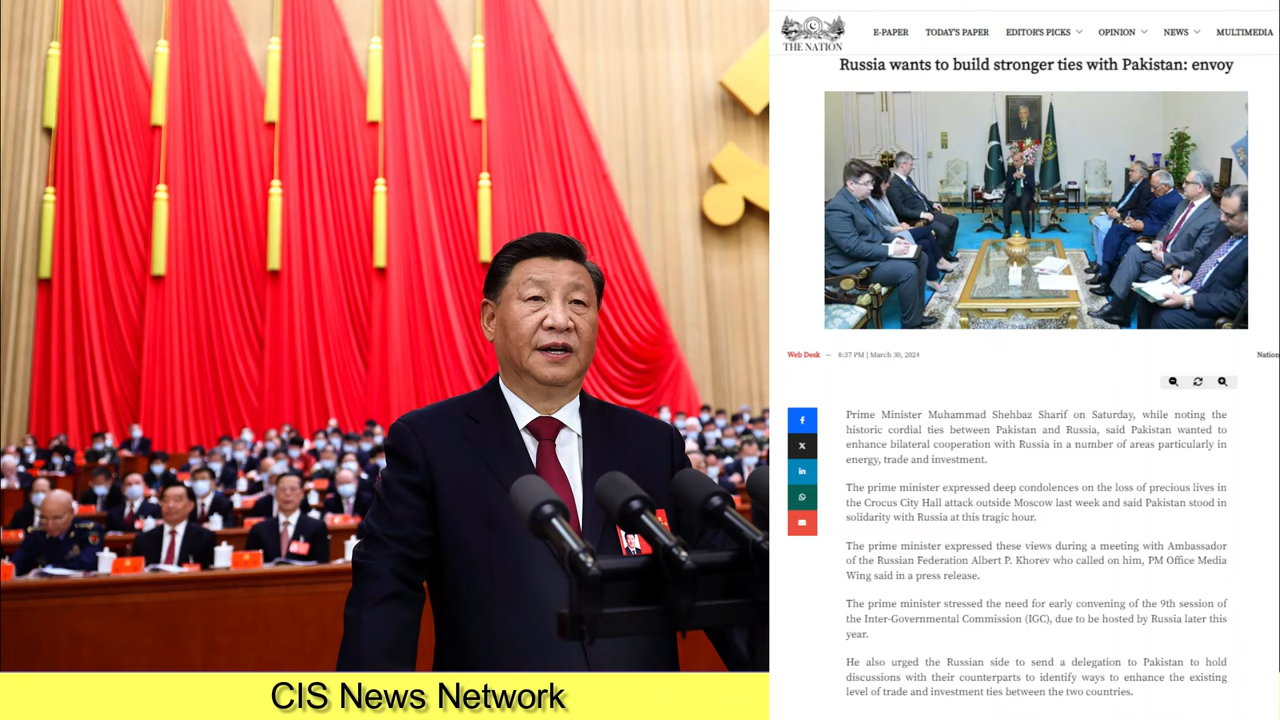 THE NATION
E-PAPER TODAY'S PAPER EDITOR'S PICKS OPINION NEWS MULTIMEDIA
Russia wants to build stronger ties with Pakistan: envoy
Web Desk — 8:37 PM | March 30, 2024
Nation
Prime Minister Muhammad Shehbaz Sharif on Saturday, while noting the
historic cordial ties between Pakistan and Russia, said Pakistan wanted to
enhance bilateral cooperation with Russia in a number of areas particularly in
energy, trade and investment.
The prime minister expressed deep condolences on the loss of precious lives in
the Crocus City Hall attack outside Moscow last week and said Pakistan stood in
solidarity with Russia at this tragic hour.
The prime minister expressed these views during a meeting with Ambassador
of the Russian Federation Albert P. Khorev who called on him, PM Office Media
Wing said in a press release.
The prime minister stressed the need for early convening of the 9th session of
the Inter-Governmental Commission (IGC), due to be hosted by Russia later this
year.
He also urged the Russian side to send a delegation to Pakistan to hold
discussions with their counterparts to identify ways to enhance the existing
level of trade and investment ties between the two countries.
CIS News Network